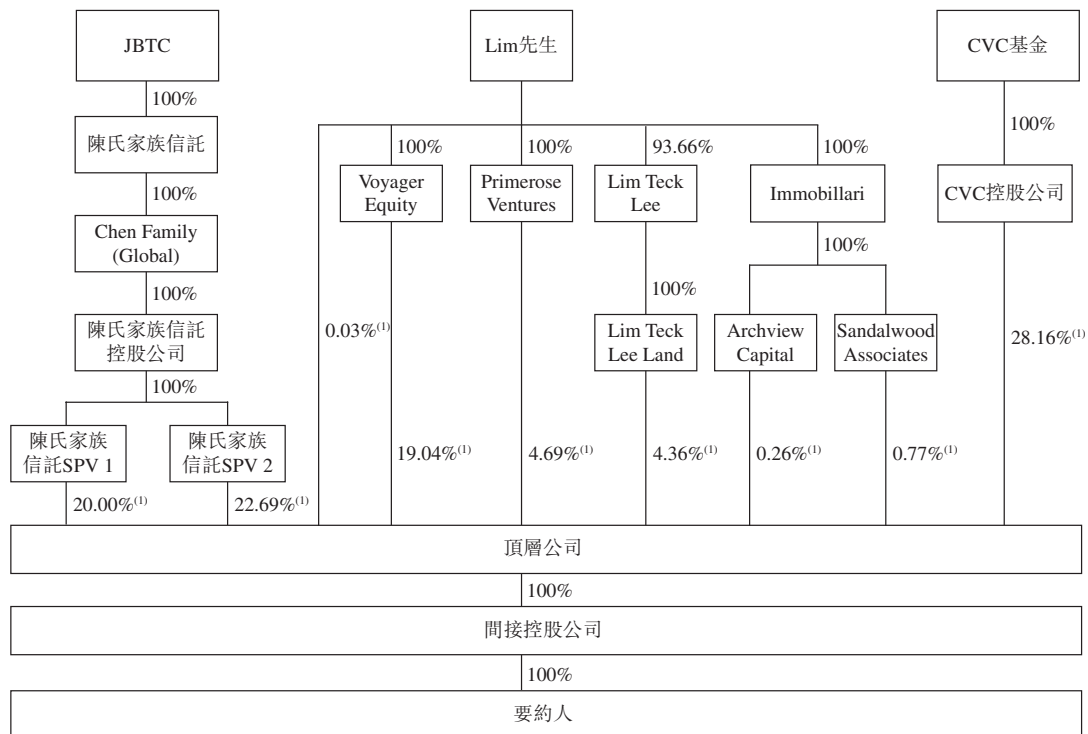 JBTC
Lim先生
CVC基金
100%
100%
陳氏家族信託
100%
100%
93.66%
100%
Voyager
Equity
Primerose
Ventures
Lim Teck
Lee
Immobillari
CVC控股公司
100%
Chen Family
(Global)
100%
100%
100%
陳氏家族信託
控股公司
0.03%(1)
Lim Teck
Lee Land
Archview
Capital
Sandalwood
Associates
28.16%(1)
100%
陳氏家族
信託SPV 1
陳氏家族
信託SPV 2
19.04%(1)
4.69%(1)
4.36%(1)
0.26%(1)
0.77%(1)
20.00%(1)
22.69%(1)
頂層公司
100%
間接控股公司
100%
要約人